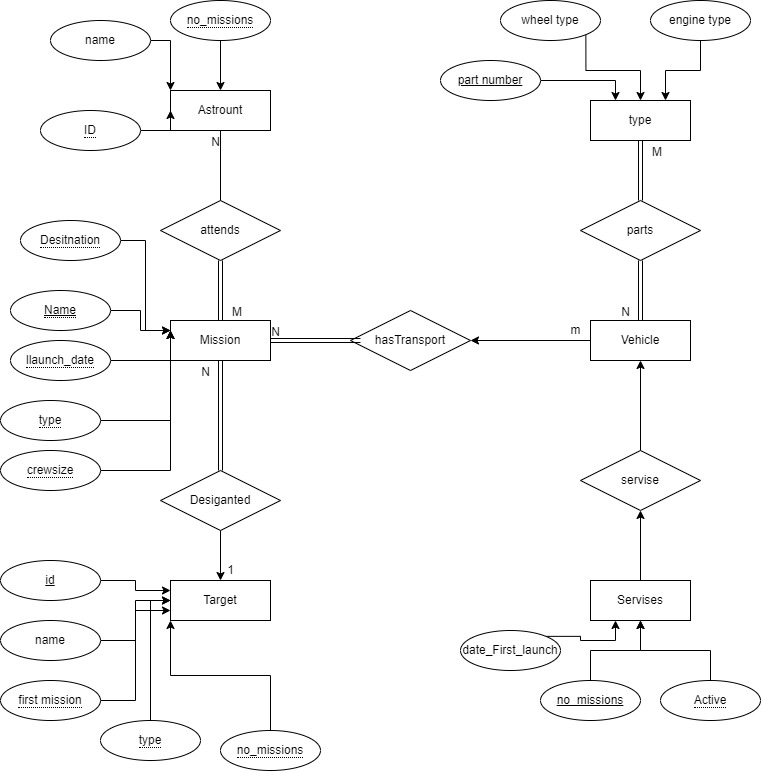 no_missions
wheel type
engine type
name
part number
Astrount
type
ID
N
M
attends
parts
Desitnation
Name
M
N
Mission
N
hasTransport
m
Vehicle
llaunch_date
N
type
crewsize
servise
Desiganted
1
id
Target
Servises
name
date_First_launch
first mission
no_missions
Active
type
no_missions